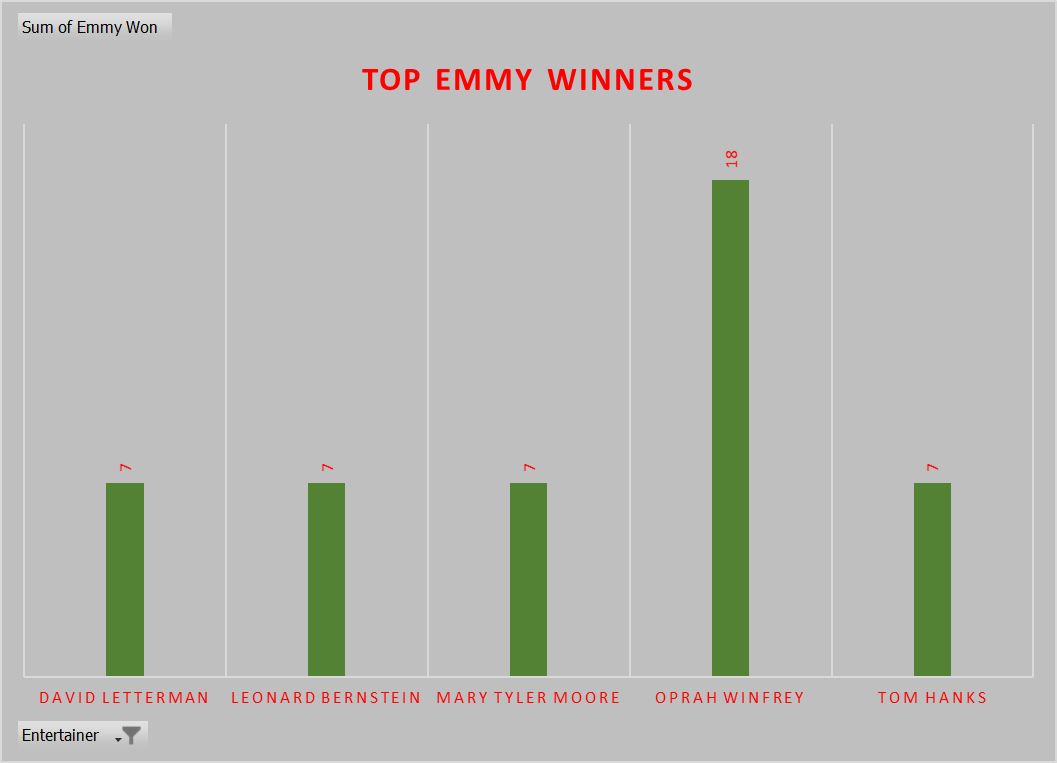 Sum of Emmy Won
TOP EMMY WINNERS
18
7 7 7 7
DAVID LETTERMAN LEONARD BERNSTEIN MARY TYLER MOORE OPRAH WINFREY TOM HANKS
Entertainer